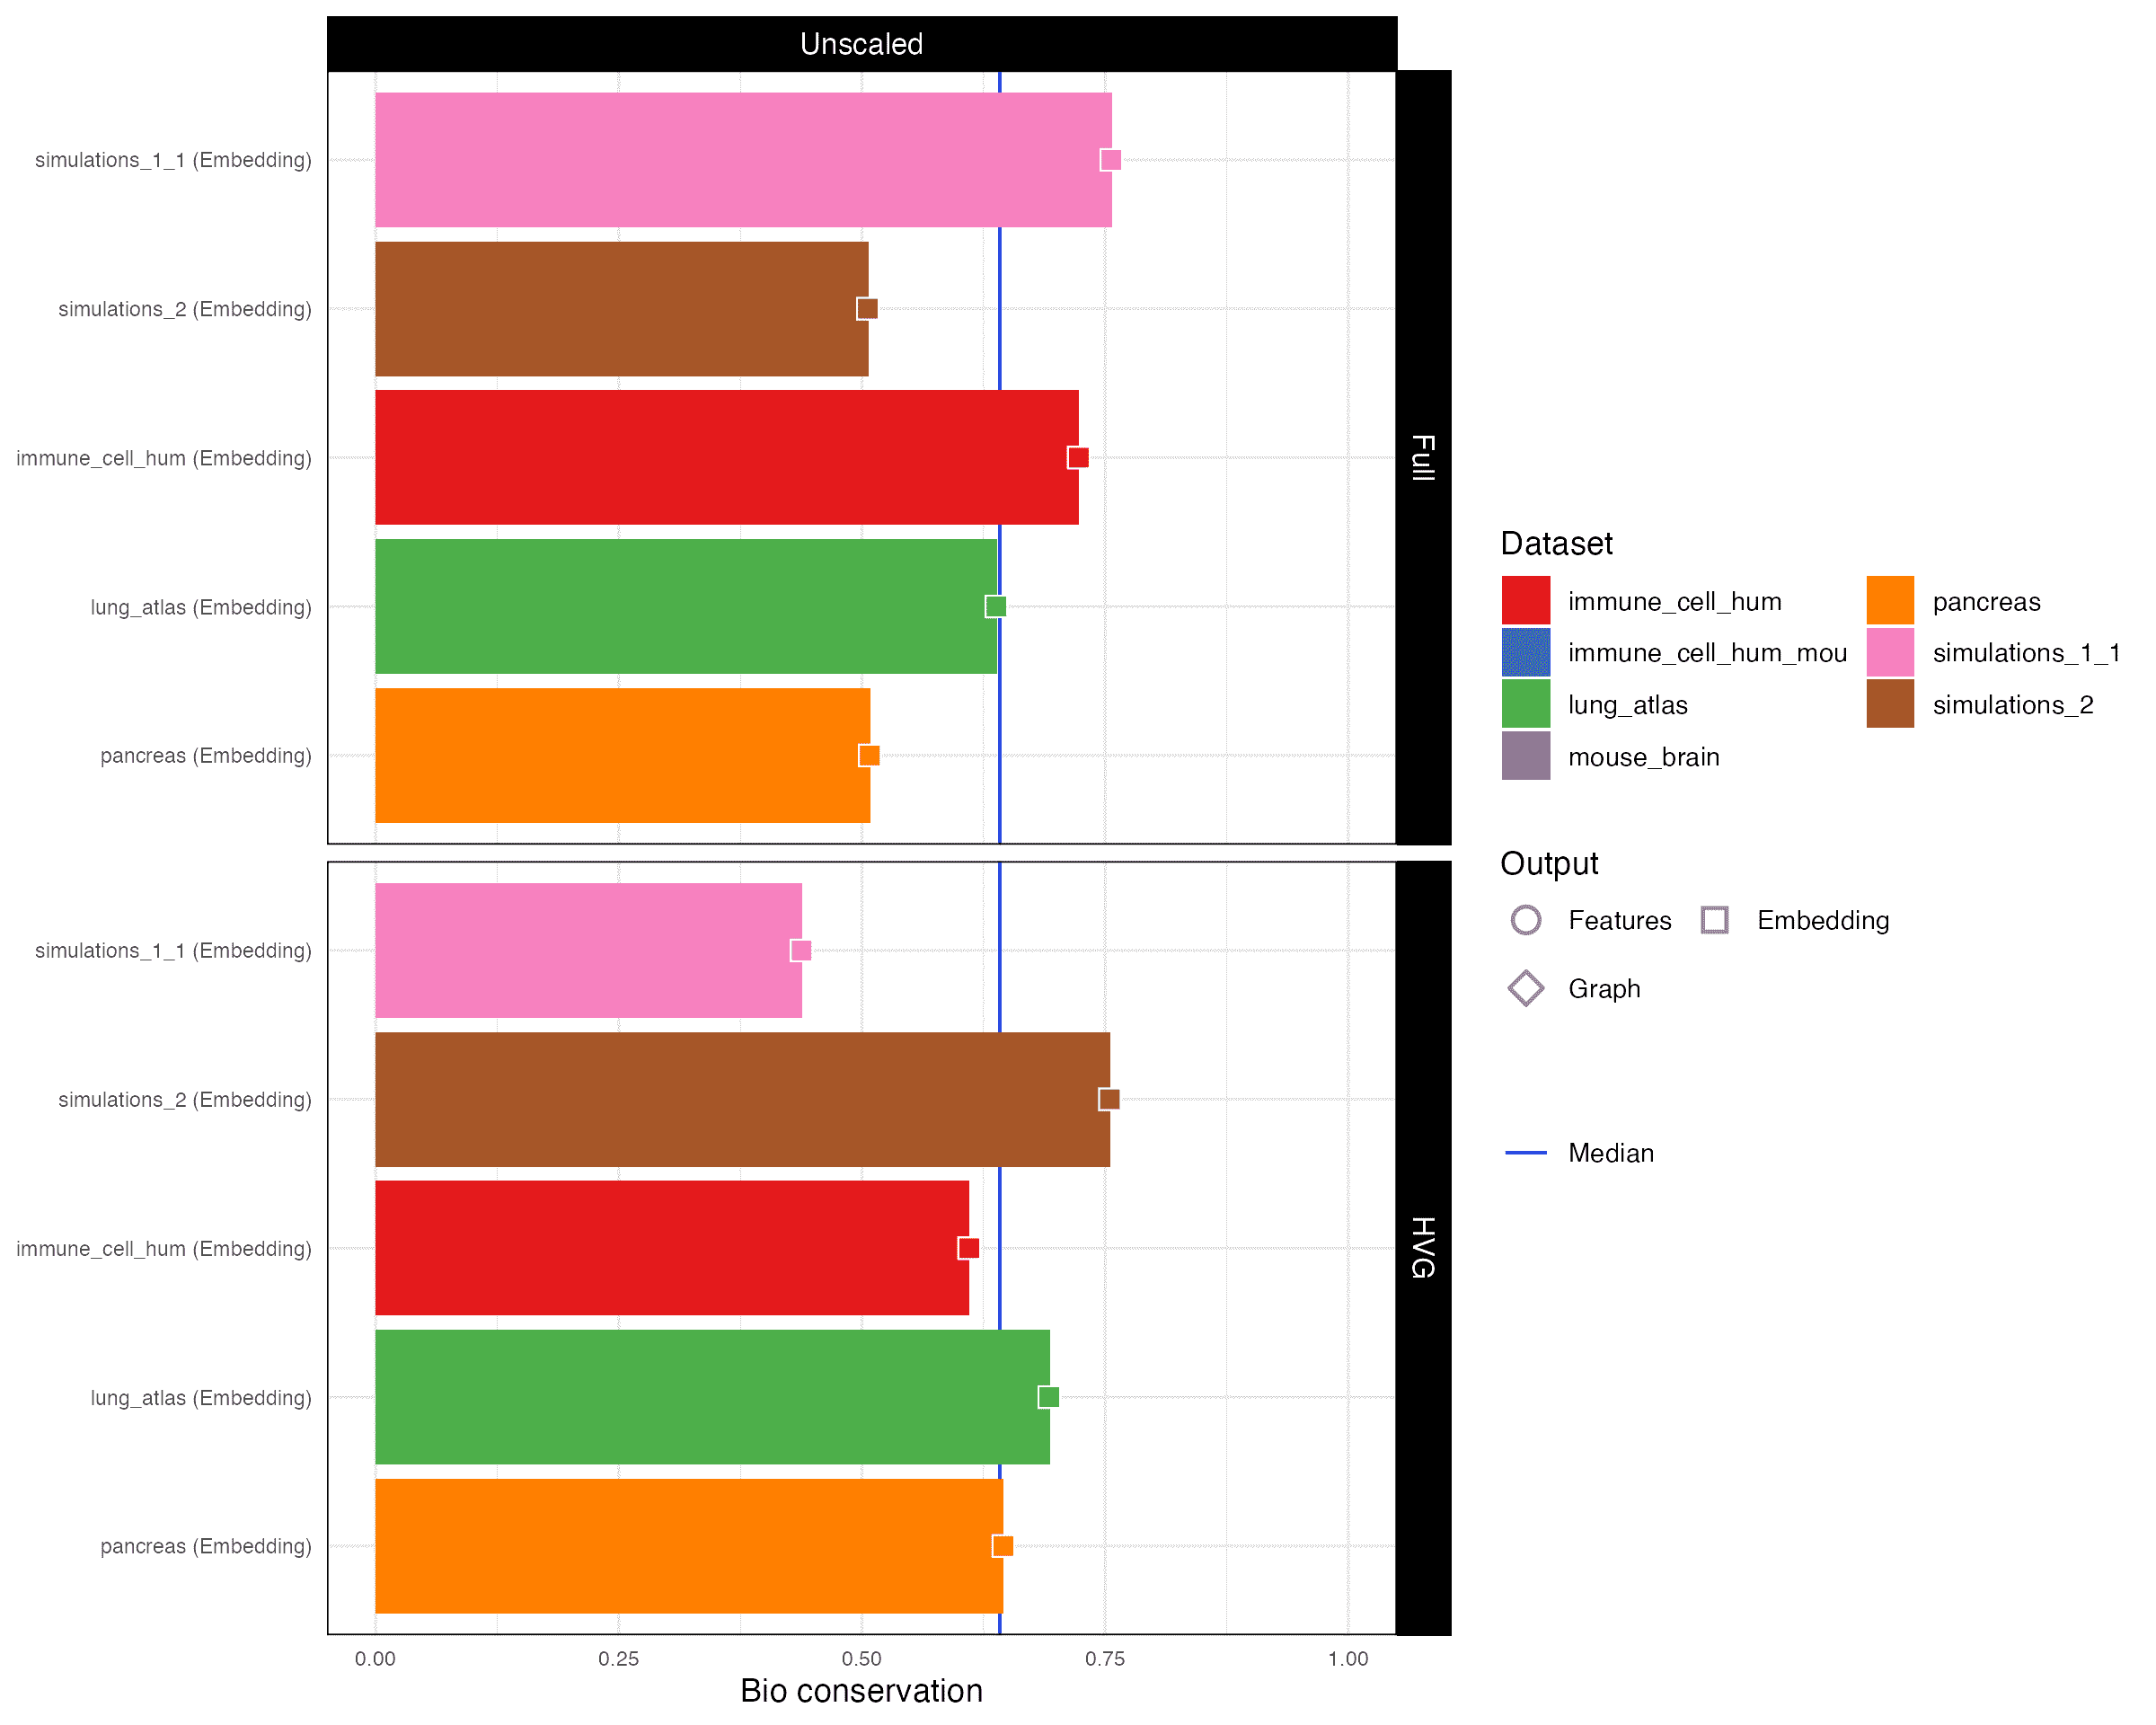 Unscaled
simulations_1_1 (Embedding)
simulations_2 (Embedding)
immune_cell_hum (Embedding)
lung_atlas (Embedding)
pancreas (Embedding)
Full
simulations_1_1 (Embedding)
simulations_2 (Embedding)
immune_cell_hum (Embedding)
lung_atlas (Embedding)
pancreas (Embedding)
HVG
0.00 0.25 0.50 0.75 1.00
Bio conservation
Dataset
immune_cell_hum pancreas
immune_cell_hum_mou simulations_1_1
lung_atlas simulations_2
mouse_brain
Output
Features Embedding
Graph
Median